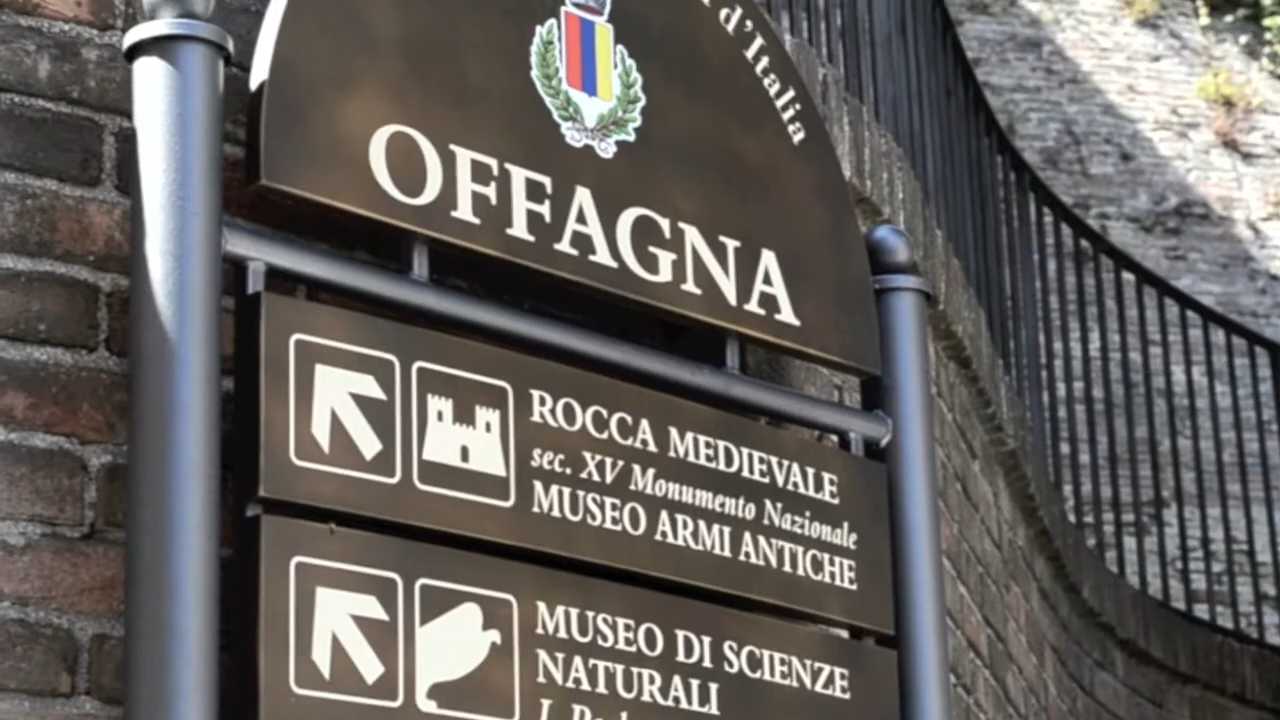 d'Italia
OFFAGNA
ROCCA MEDIEVALE
sec. XV Monumento Nazionale
MUSEO ARMI ANTICHE
MUSEO DI SCIENZE
NATURALI